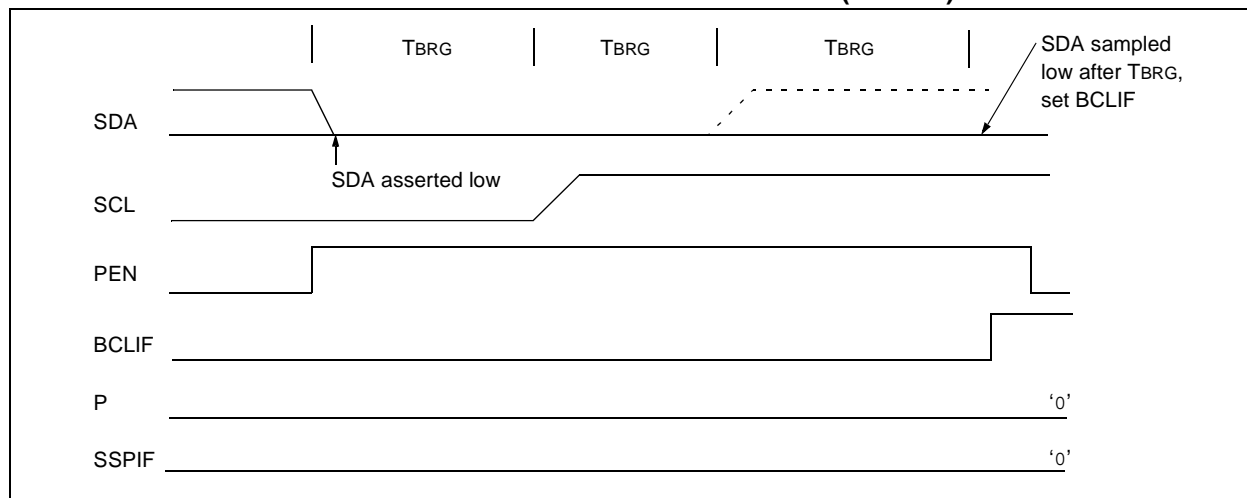 TBRG TBRG TBRG
SDA sampled
low after TBRG,
set BCLIF
SDA
SDA asserted low
SCL
PEN
BCLIF
P '0'
SSPIF '0'